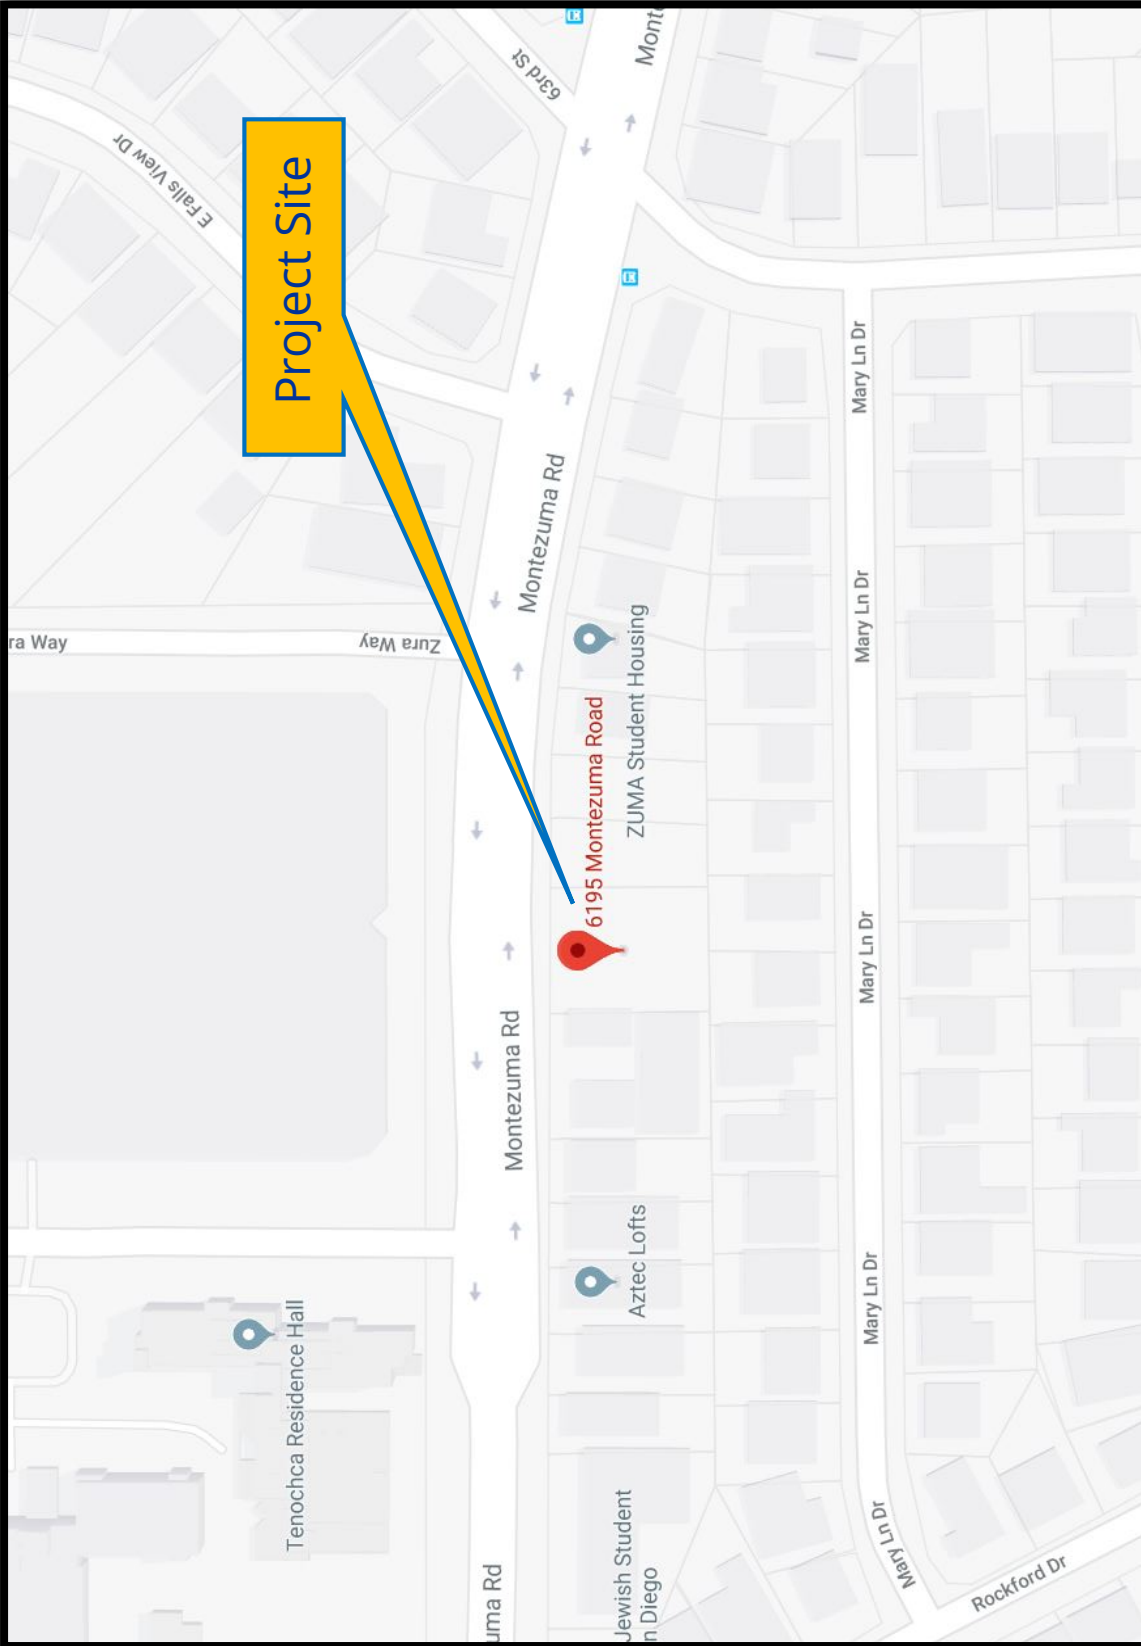 ra Way
E Falls View Dr
Project Site
Tenochca Residence Hall
Zura Way
63rd St
uma Rd
Montezuma Rd
Montezuma Rd
Monte
6195 Montezuma Road
ZUMA Student Housing
Aztec Lofts
Jewish Student
n Diego
Mary Ln Dr
Mary Ln Dr
Mary Ln Dr
Mary Ln Dr
Mary Ln Dr
Rockford Dr